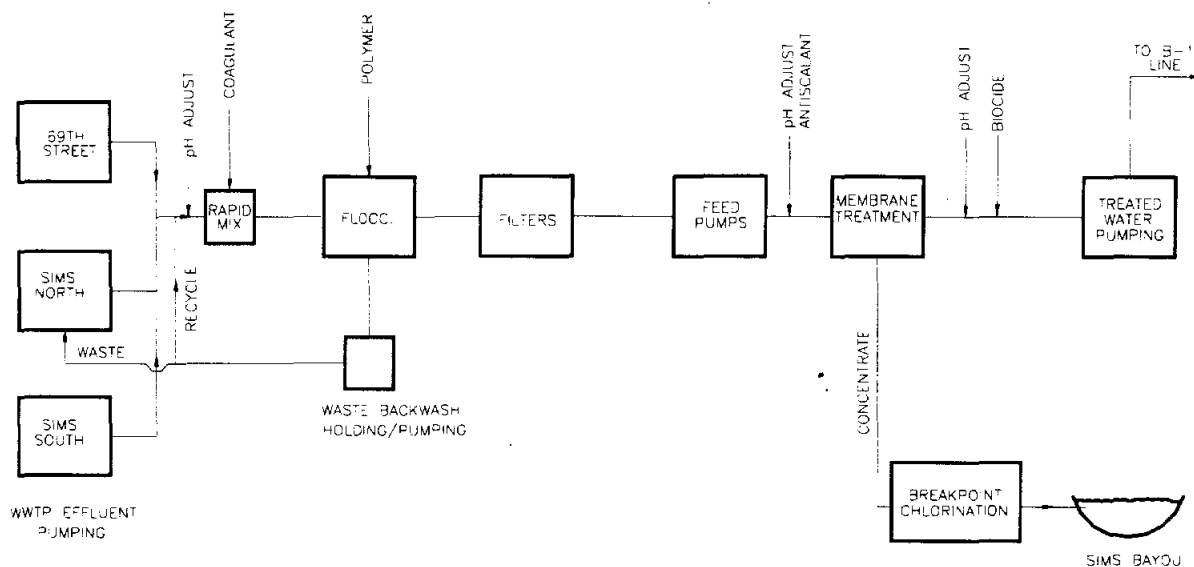 69TH
STREET
pH ADJUST
COAGULANT
RAPID
MIX
POLYMER
FLOCC.
FILTERS
FEED
PUMPS
pH ADJUST
ANTISCALANT
MEMBRANE
TREATMENT
pH ADJUST
BIOCIDE
TREATED
WATER
PUMPING
TO B-1
LINE
SIMS
NORTH
RECYCLE
WASTE
SIMS
SOUTH
WASTE BACKWASH
HOLDING/PUMPING
CONCENTRATE
WWTP EFFLUENT
PUMPING
BREAKPOINT
CHLORINATION
SIMS BAYOU